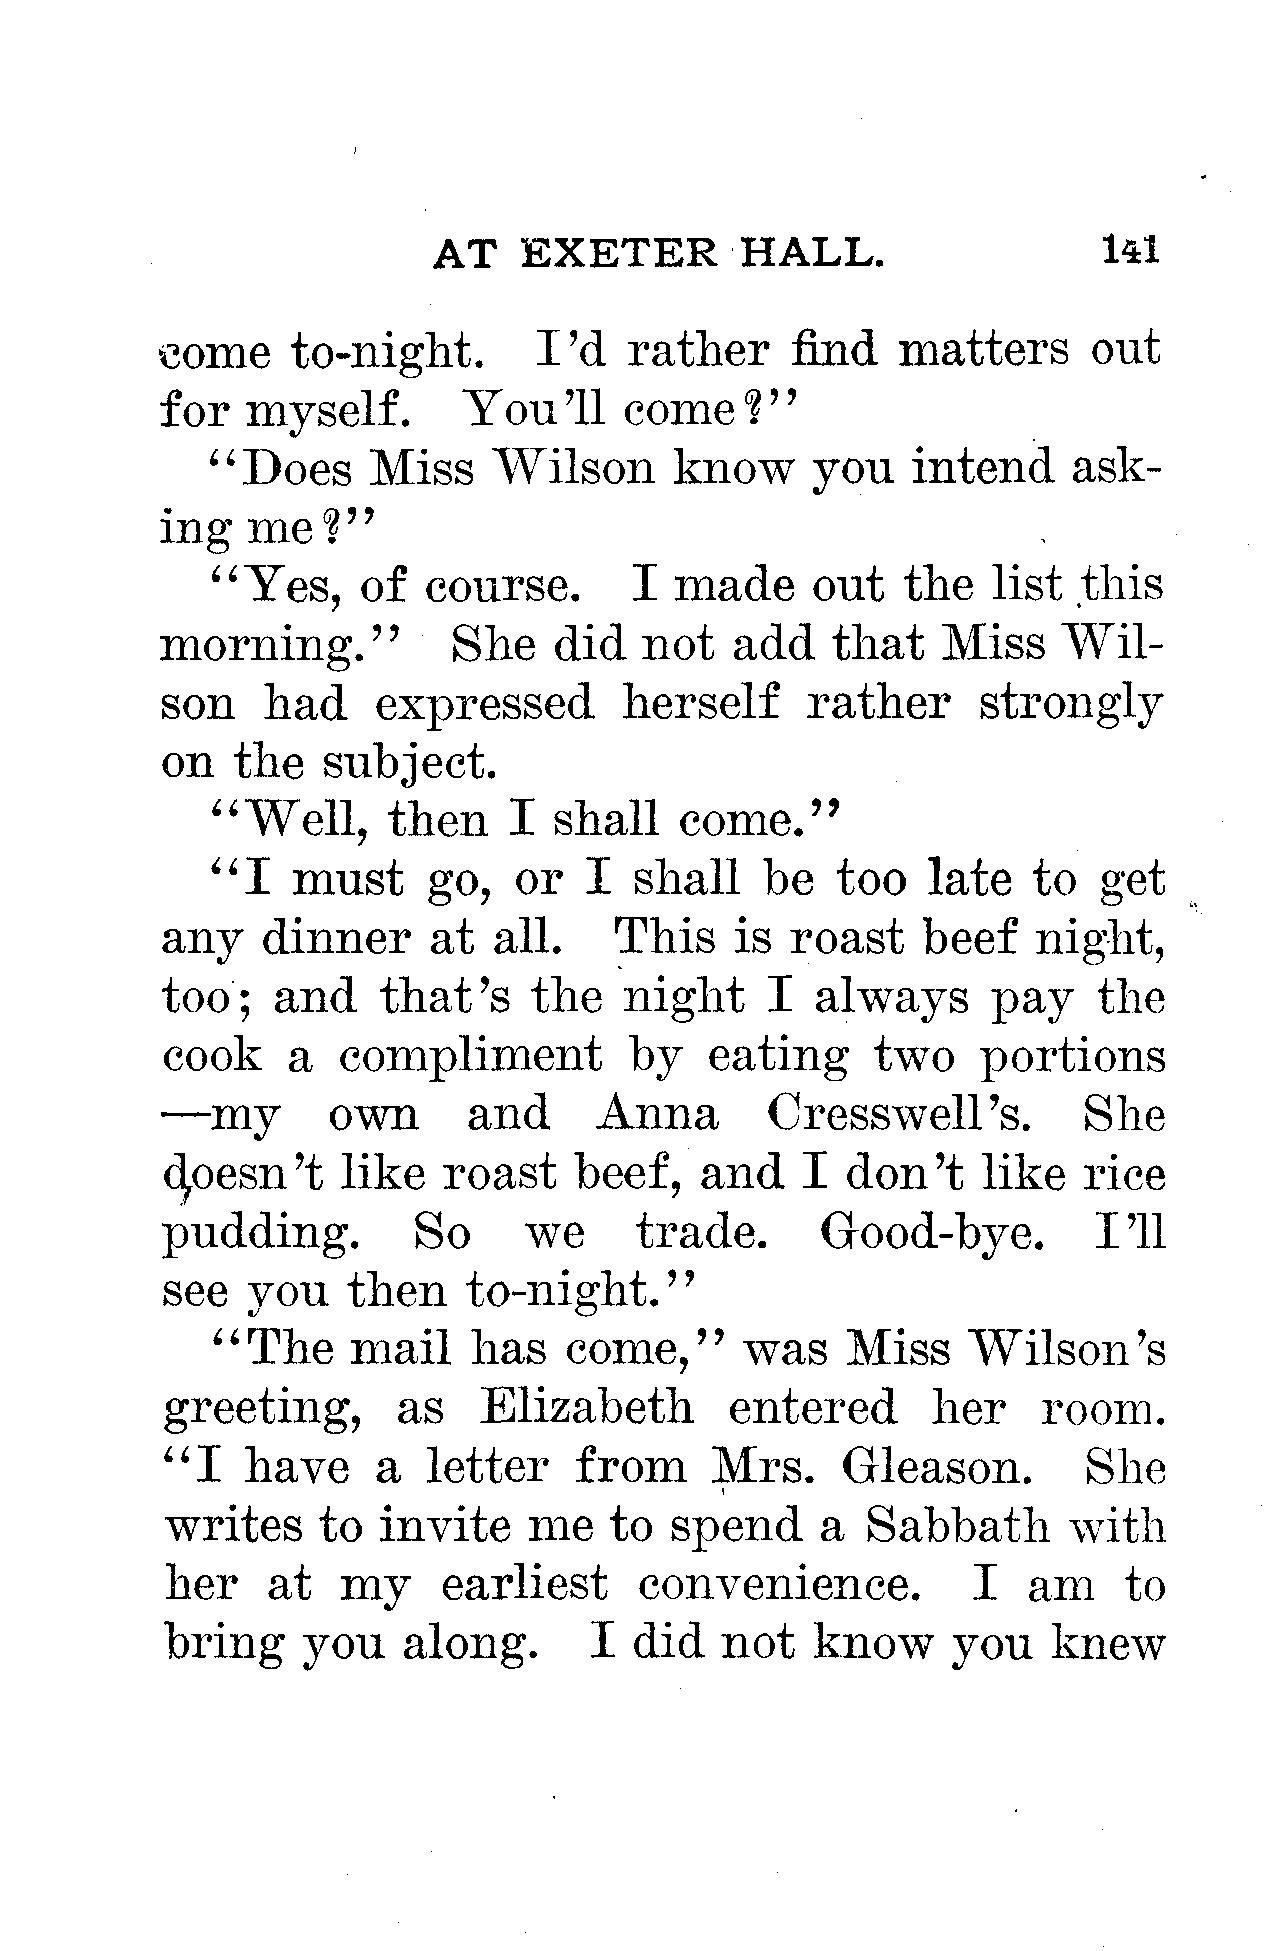 AT EXETER HALL. 141
come to-night. I'd rather find matters out
for myself. You'll come?"
"Does Miss Wilson know you intend ask-
ing me?"
"Yes, of course. I made out the list this
morning." She did not add that Miss Wil-
son had expressed herself rather strongly
on the subject.
"Well, then I shall come."
"I must go, or I shall be too late to get
any dinner at all. This is roast beef night,
too; and that's the night I always pay the
cook a compliment by eating two portions
—my own and Anna Cresswell's. She
doesn't like roast beef, and I don't like rice
pudding. So we trade. Good-bye. I'll
see you then to-night."
"The mail has come," was Miss Wilson's
greeting, as Elizabeth entered her room.
"I have a letter from Mrs. Gleason. She
writes to invite me to spend a Sabbath with
her at my earliest convenience. I am to
bring you along. I did not know you knew